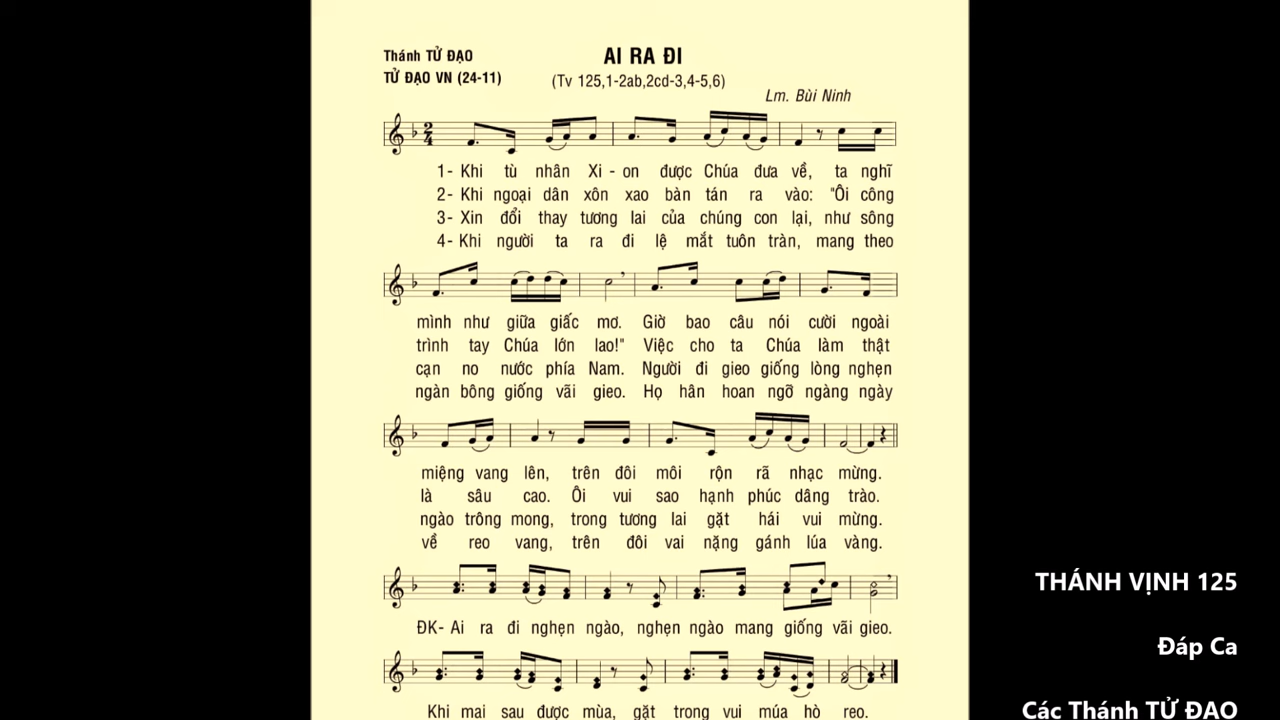 Thánh TỬ ĐẠO
TỬ ĐẠO VN (24-11)
AI RA ĐI
(Tv 125,1-2ab,2cd-3,4-5,6)
Lm. Bùi Ninh
1- Khi tù nhân Xi - on được Chúa đưa về, ta nghĩ
2- Khi ngoại dân xôn xao bàn tán ra vào: "Ôi công
3- Xin đổi thay tương lai của chúng con lại, như sông
4- Khi người ta ra đi lệ mắt tuôn tràn, mang theo
mình như giữa giấc mơ. Giờ bao câu nói cười ngoài
trình tay Chúa lớn lao!" Việc cho ta Chúa làm thật
cạn no nước phía Nam. Người đi gieo giống lòng nghẹn
ngàn bông giống vãi gieo. Họ hân hoan ngỡ ngàng ngày
miệng vang lên, trên đôi môi rộn rã nhạc mừng.
là sâu cao. Ôi vui sao hạnh phúc dâng trào.
ngào trông mong, trong tương lai gặt hái vui mừng.
về reo vang, trên đôi vai nặng gánh lúa vàng.
ĐK- Ai ra đi nghẹn ngào, nghẹn ngào mang giống vãi gieo.
Khi mai sau được mùa, gặt trong vui múa hò reo.
THÁNH VỊNH 125
Đáp Ca
Các Thánh TỬ ĐẠO